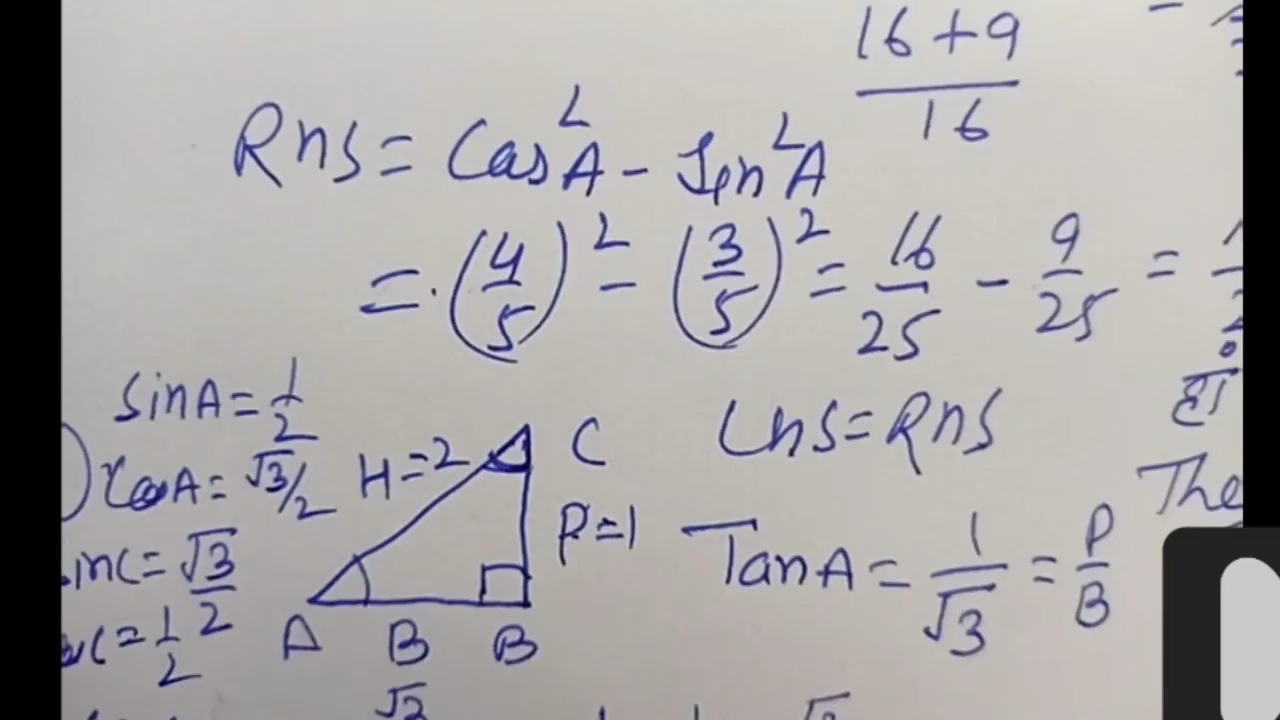 16 + 9
16
Rns = Cos²A - Sin²A
= (4/5)² - (3/5)² = 16/25 - 9/25 =
sinA = 1/2
cosA = √3/2
inC = √3/2
C = 1/2
H = 2
C
P = 1
A B B
LnS = RnS
हाँ
The
TanA = 1/√3 = P/B